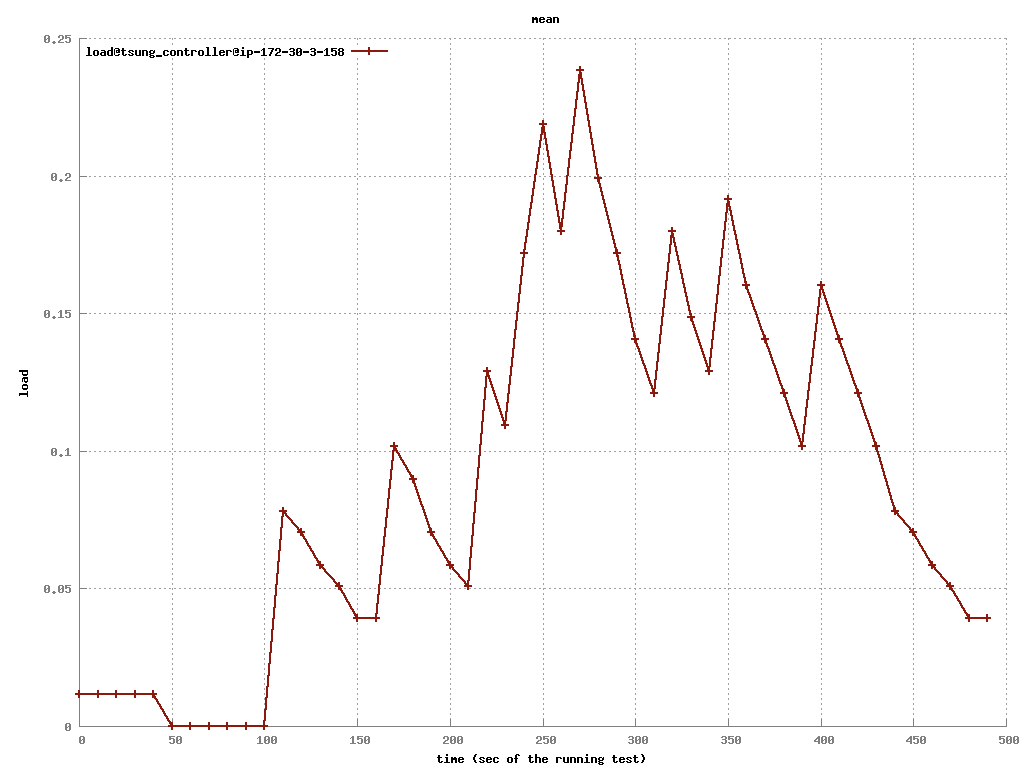 mean
load@tsung_controller@ip-172-30-3-158
0.25
0.2
0.15
0.1
0.05
0
load
0 50 100 150 200 250 300 350 400 450 500
time (sec of the running test)